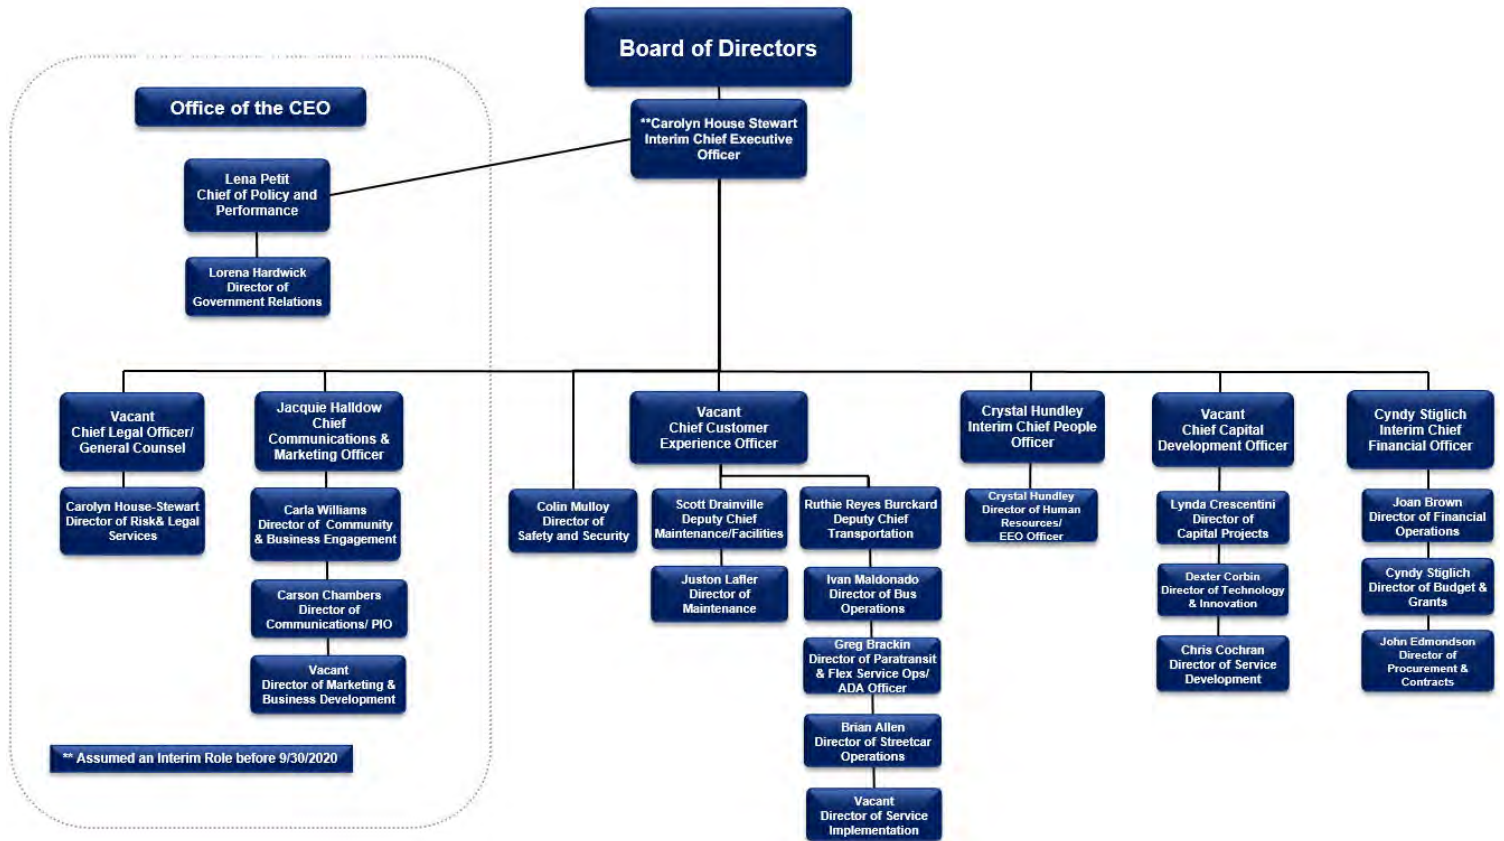 Board of Directors
Office of the CEO
**Carolyn House Stewart
Interim Chief Executive
Officer
Lena Petit
Chief of Policy and
Performance
Lorena Hardwick
Director of
Government Relations
Vacant
Chief Legal Officer/
General Counsel
Carolyn House-Stewart
Director of Risk& Legal
Services
Jacquie Halldow
Chief
Communications &
Marketing Officer
Carla Williams
Director of Community
& Business Engagement
Carson Chambers
Director of
Communications/ PIO
Vacant
Director of Marketing &
Business Development
** Assumed an Interim Role before 9/30/2020
Colin Mulloy
Director of
Safety and Security
Vacant
Chief Customer
Experience Officer
Scott Drainville
Deputy Chief
Maintenance/Facilities
Juston Lafler
Director of
Maintenance
Ruthie Reyes Burckard
Deputy Chief
Transportation
Ivan Maldonado
Director of Bus
Operations
Greg Brackin
Director of Paratransit
& Flex Service Ops/
ADA Officer
Brian Allen
Director of Streetcar
Operations
Vacant
Director of Service
Implementation
Crystal Hundley
Interim Chief People
Officer
Crystal Hundley
Director of Human
Resources/
EEO Officer
Vacant
Chief Capital
Development Officer
Lynda Crescentini
Director of
Capital Projects
Dexter Corbin
Director of Technology
& Innovation
Chris Cochran
Director of Service
Development
Cyndy Stiglich
Interim Chief
Financial Officer
Joan Brown
Director of Financial
Operations
Cyndy Stiglich
Director of Budget &
Grants
John Edmondson
Director of
Procurement &
Contracts